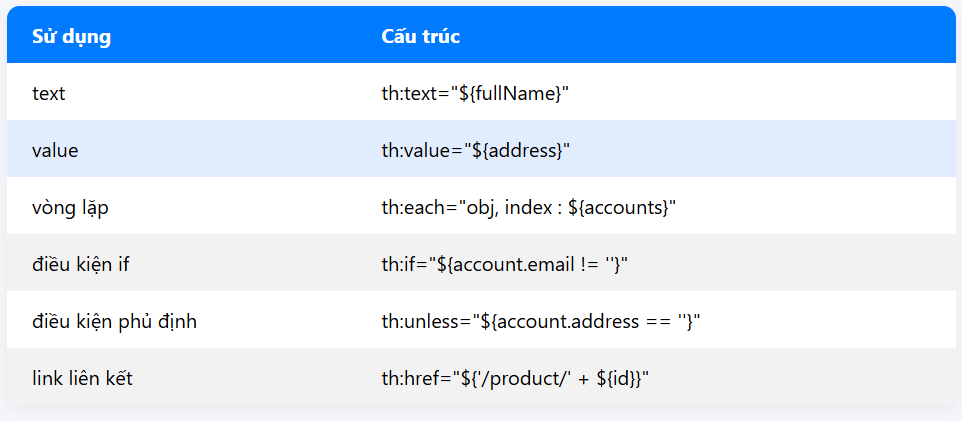 Sử dụng Cấu trúc
text th:text="${fullName}"
value th:value="${address}"
vòng lặp th:each="obj, index : ${accounts}"
điều kiện if th:if="${account.email != ''}"
điều kiện phủ định th:unless="${account.address == ''}"
link liên kết th:href="${'/product/' + ${id}}"